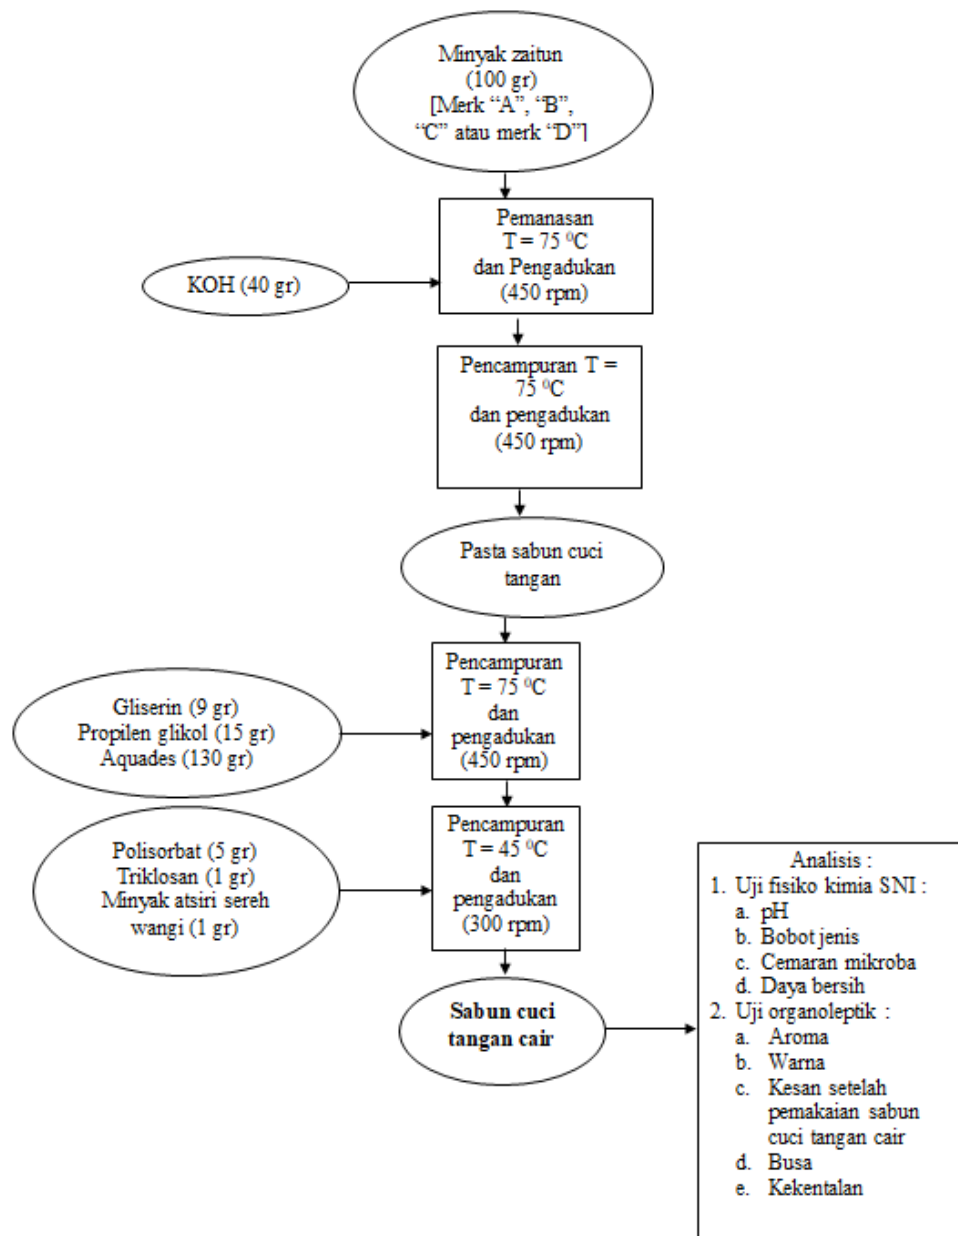 Minyak zaitun
(100 gr)
[Merk “A”, “B”,
“C” atau merk “D”]
Pemanasan
T = 75 ⁰C
dan Pengadukan
(450 rpm)
KOH (40 gr)
Pencampuran T =
75 ⁰C
dan pengadukan
(450 rpm)
Pasta sabun cuci
tangan
Pencampuran
T = 75 ⁰C
dan
pengadukan
(450 rpm)
Gliserin (9 gr)
Propilen glikol (15 gr)
Aquades (130 gr)
Pencampuran
T = 45 ⁰C
dan
pengadukan
(300 rpm)
Polisorbat (5 gr)
Triklosan (1 gr)
Minyak atsiri sereh
wangi (1 gr)
Sabun cuci
tangan cair
Analisis :
1. Uji fisiko kimia SNI :
a. pH
b. Bobot jenis
c. Cemaran mikroba
d. Daya bersih
2. Uji organoleptik :
a. Aroma
b. Warna
c. Kesan setelah
pemakaian sabun
cuci tangan cair
d. Busa
e. Kekentalan